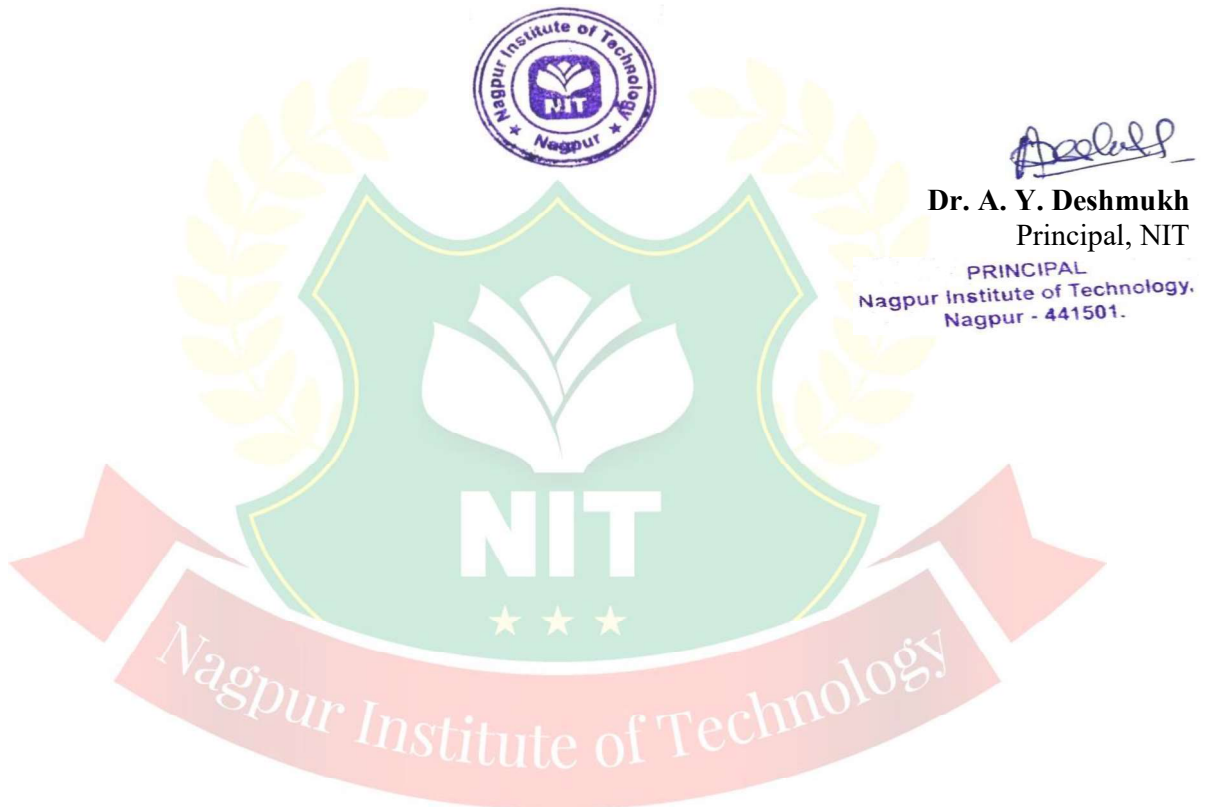 Nagpur Institute of Technology
NIT
★ Nagpur ★
Dr. A. Y. Deshmukh
Principal, NIT
PRINCIPAL
Nagpur Institute of Technology,
Nagpur - 441501.
NIT
Nagpur Institute of Technology